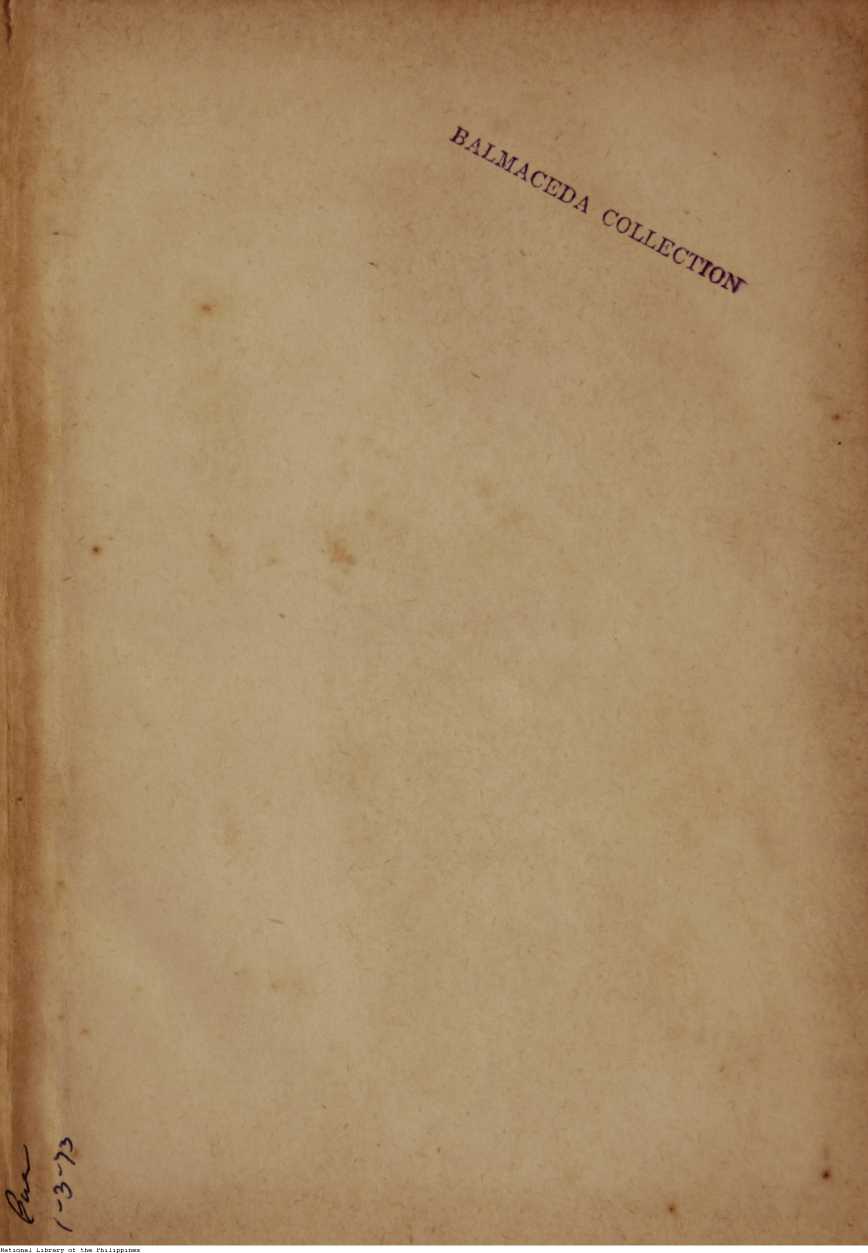 BALMACEDA COLLECTION
1-3-73
National Library of the Philippines